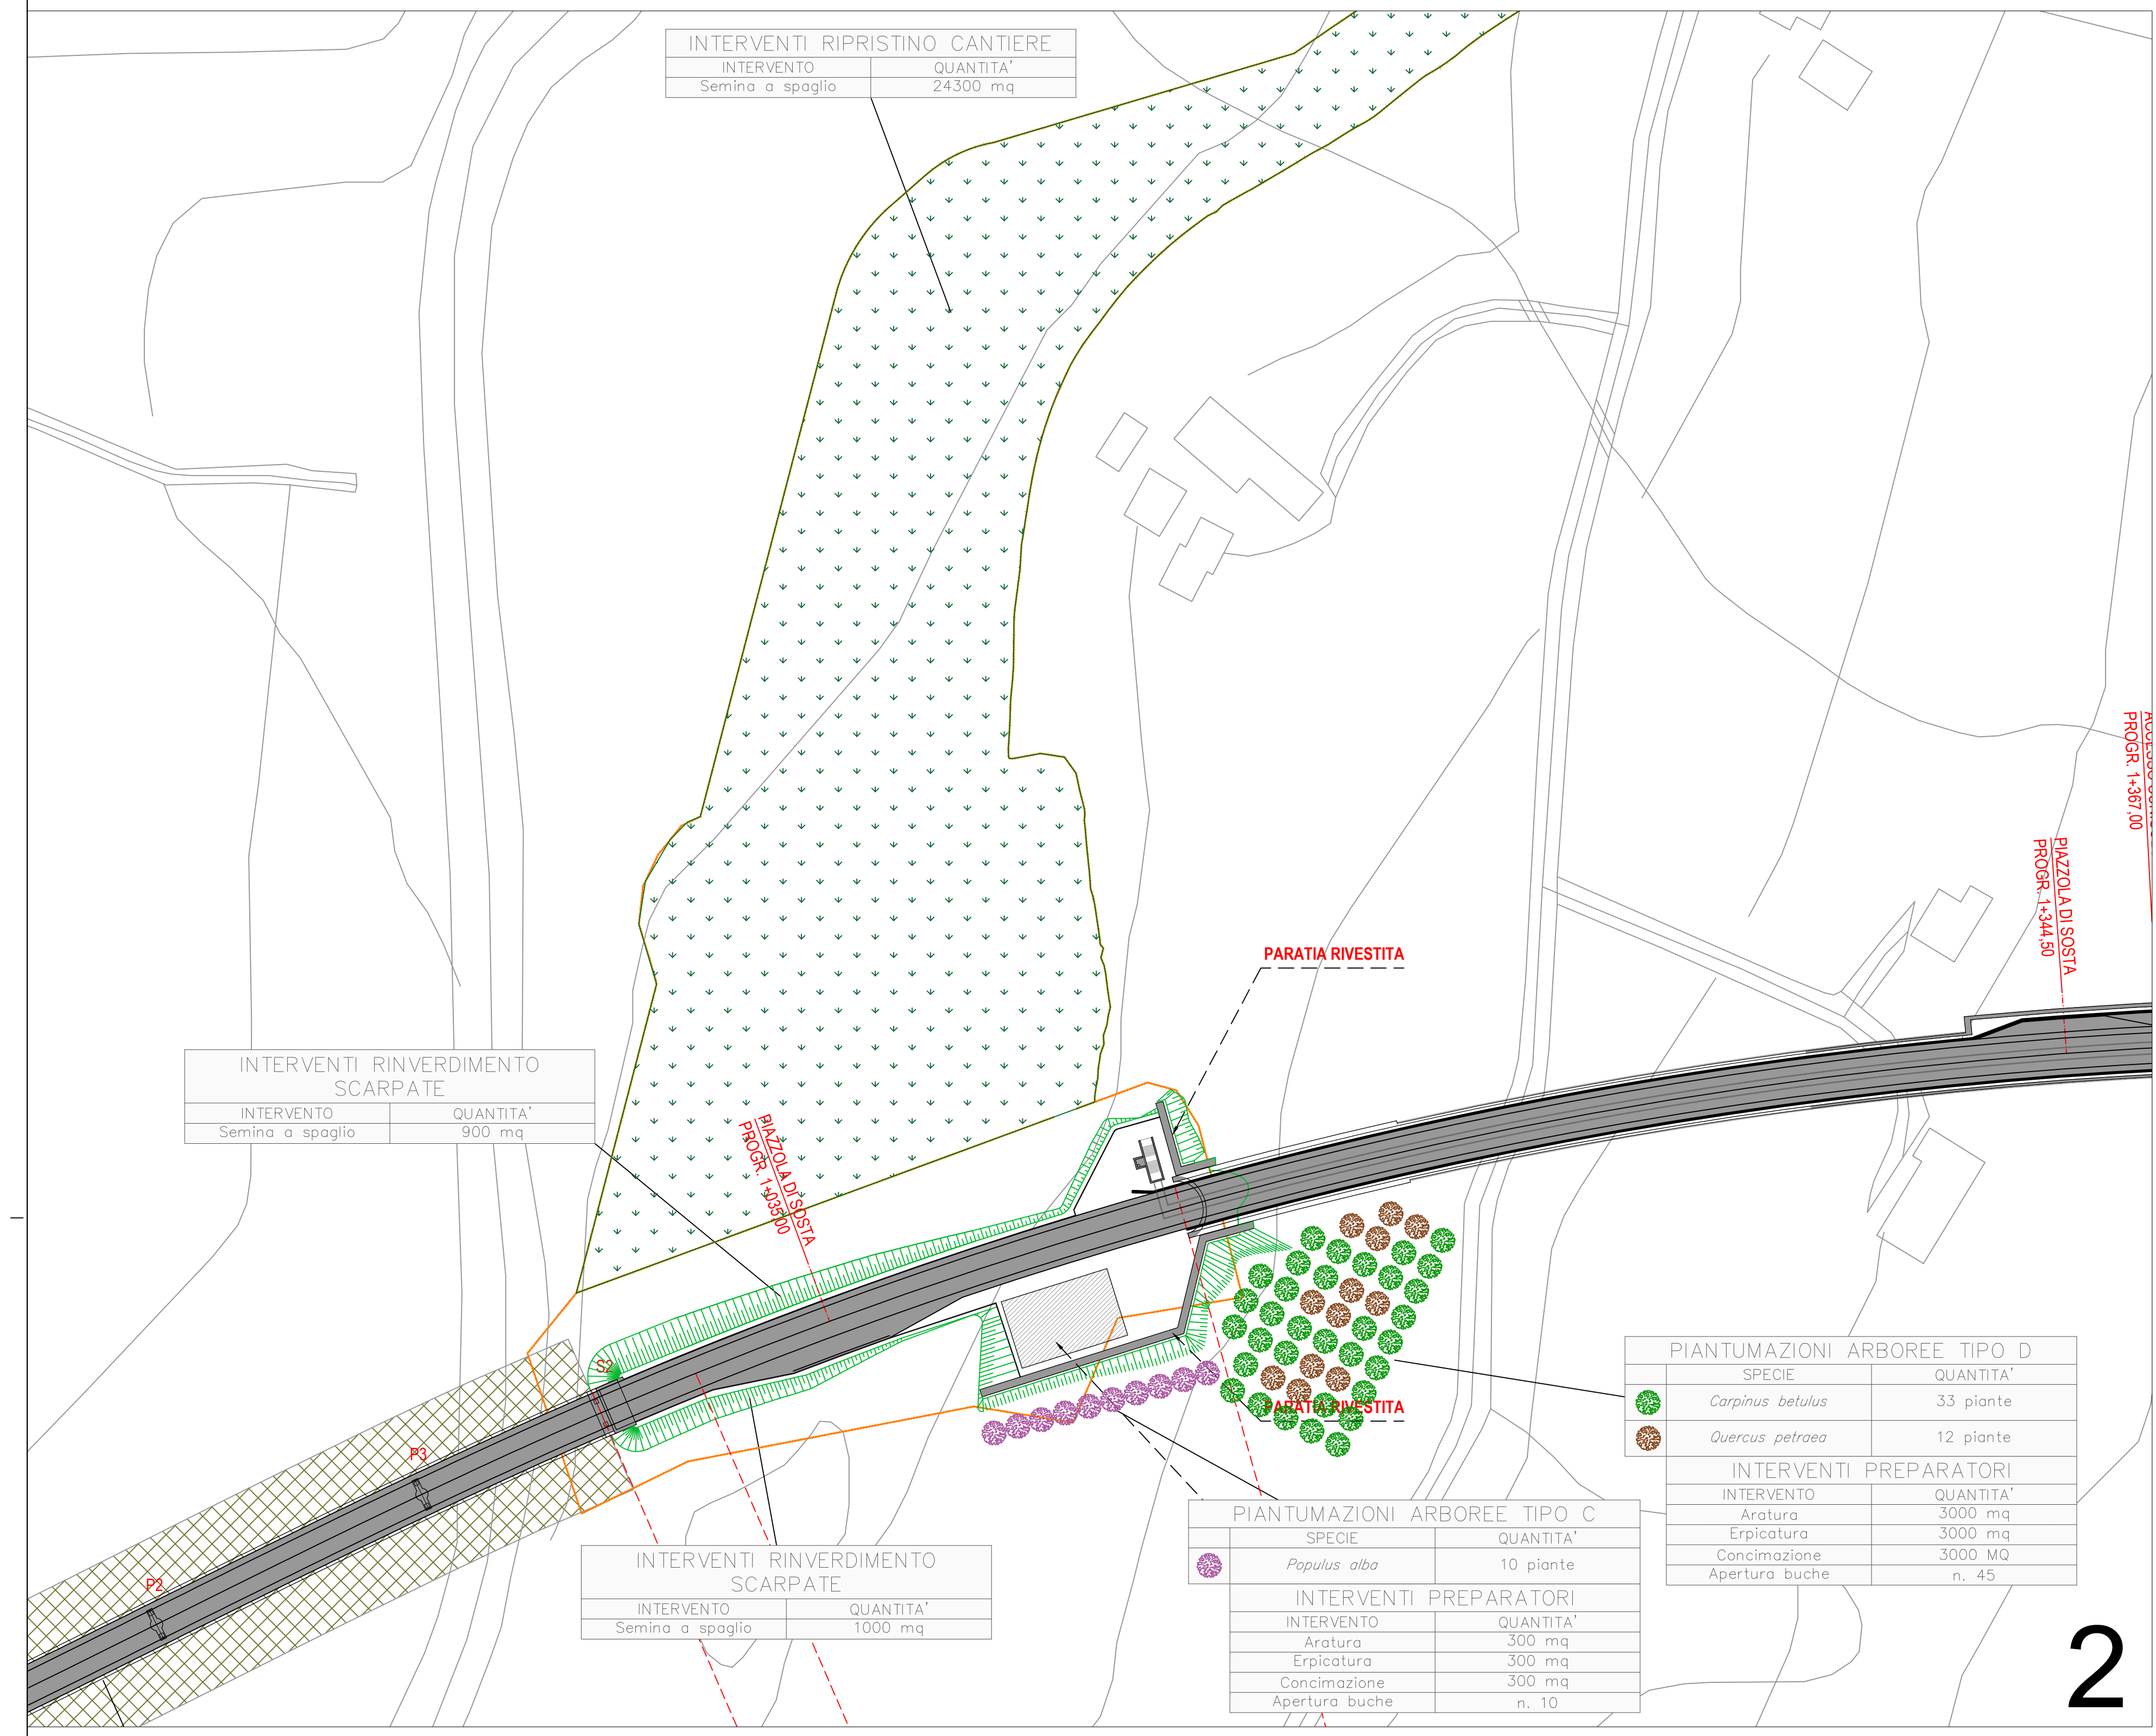 INTERVENTI RIPRISTINO CANTIERE
INTERVENTO QUANTITA'
Semina a spaglio 24300 mq
PROGR. 1+367,00
PIAZZOLA DI SOSTA
PROGR. 1+344,50
PARATIA RIVESTITA
INTERVENTI RINVERDIMENTO
SCARPATE
INTERVENTO QUANTITA'
Semina a spaglio 900 mq
PIAZZOLA DI SOSTA
PROGR. 1+035,00
S2
P3
P2
PARATIA RIVESTITA
PIANTUMAZIONI ARBOREE TIPO D
SPECIE QUANTITA'
Carpinus betulus 33 piante
Quercus petraea 12 piante
INTERVENTI PREPARATORI
INTERVENTO QUANTITA'
Aratura 3000 mq
Erpicatura 3000 mq
Concimazione 3000 MQ
Apertura buche n. 45
PIANTUMAZIONI ARBOREE TIPO C
SPECIE QUANTITA'
Populus alba 10 piante
INTERVENTI PREPARATORI
INTERVENTO QUANTITA'
Aratura 300 mq
Erpicatura 300 mq
Concimazione 300 mq
Apertura buche n. 10
INTERVENTI RINVERDIMENTO
SCARPATE
INTERVENTO QUANTITA'
Semina a spaglio 1000 mq
2